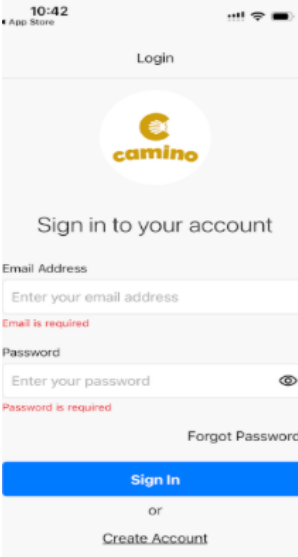 10:42
App Store
Login
camino
Sign in to your account
Email Address
Enter your email address
Email is required
Password
Enter your password
Password is required
Forgot Password
Sign In
or
Create Account